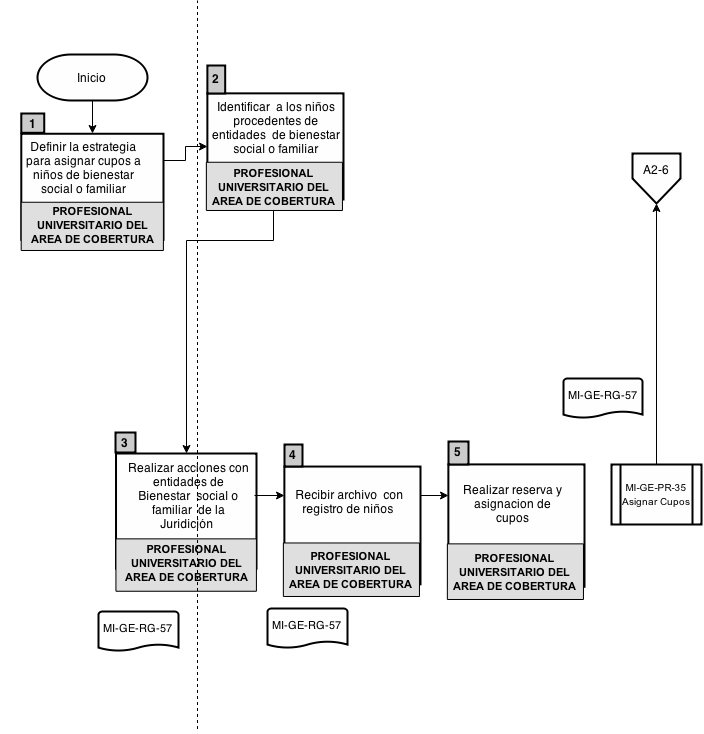 Inicio
1
Definir la estrategia
para asignar cupos a
niños de bienestar
social o familiar
PROFESIONAL
UNIVERSITARIO DEL
AREA DE COBERTURA
2
Identificar a los niños
procedentes de
entidades de bienestar
social o familiar
PROFESIONAL
UNIVERSITARIO DEL
AREA DE COBERTURA
A2-6
3
Realizar acciones con
entidades de
Bienestar social o
familiar de la
Juridición
PROFESIONAL
UNIVERSITARIO DEL
AREA DE COBERTURA
MI-GE-RG-57
4
Recibir archivo con
registro de niños
PROFESIONAL
UNIVERSITARIO DEL
AREA DE COBERTURA
MI-GE-RG-57
5
Realizar reserva y
asignacion de
cupos
PROFESIONAL
UNIVERSITARIO DEL
AREA DE COBERTURA
MI-GE-RG-57
MI-GE-PR-35
Asignar Cupos